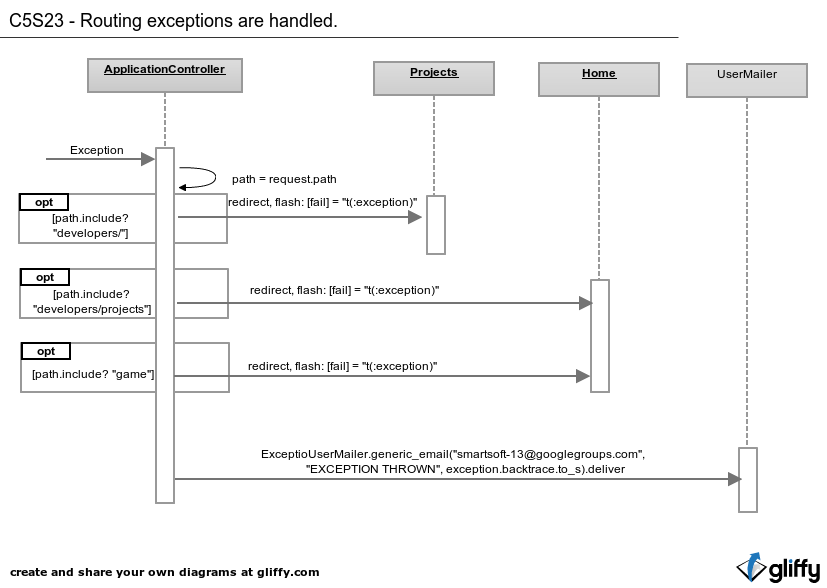 C5S23 - Routing exceptions are handled.
ApplicationController
Projects
Home
UserMailer
Exception
path = request.path
opt
redirect, flash: [fail] = "t(:exception)"
[path.include?
"developers/"]
opt
redirect, flash: [fail] = "t(:exception)"
[path.include?
"developers/projects"]
opt
redirect, flash: [fail] = "t(:exception)"
[path.include? "game"]
ExceptioUserMailer.generic_email("smartsoft-13@googlegroups.com",
"EXCEPTION THROWN", exception.backtrace.to_s).deliver
create and share your own diagrams at gliffy.com
gliffy